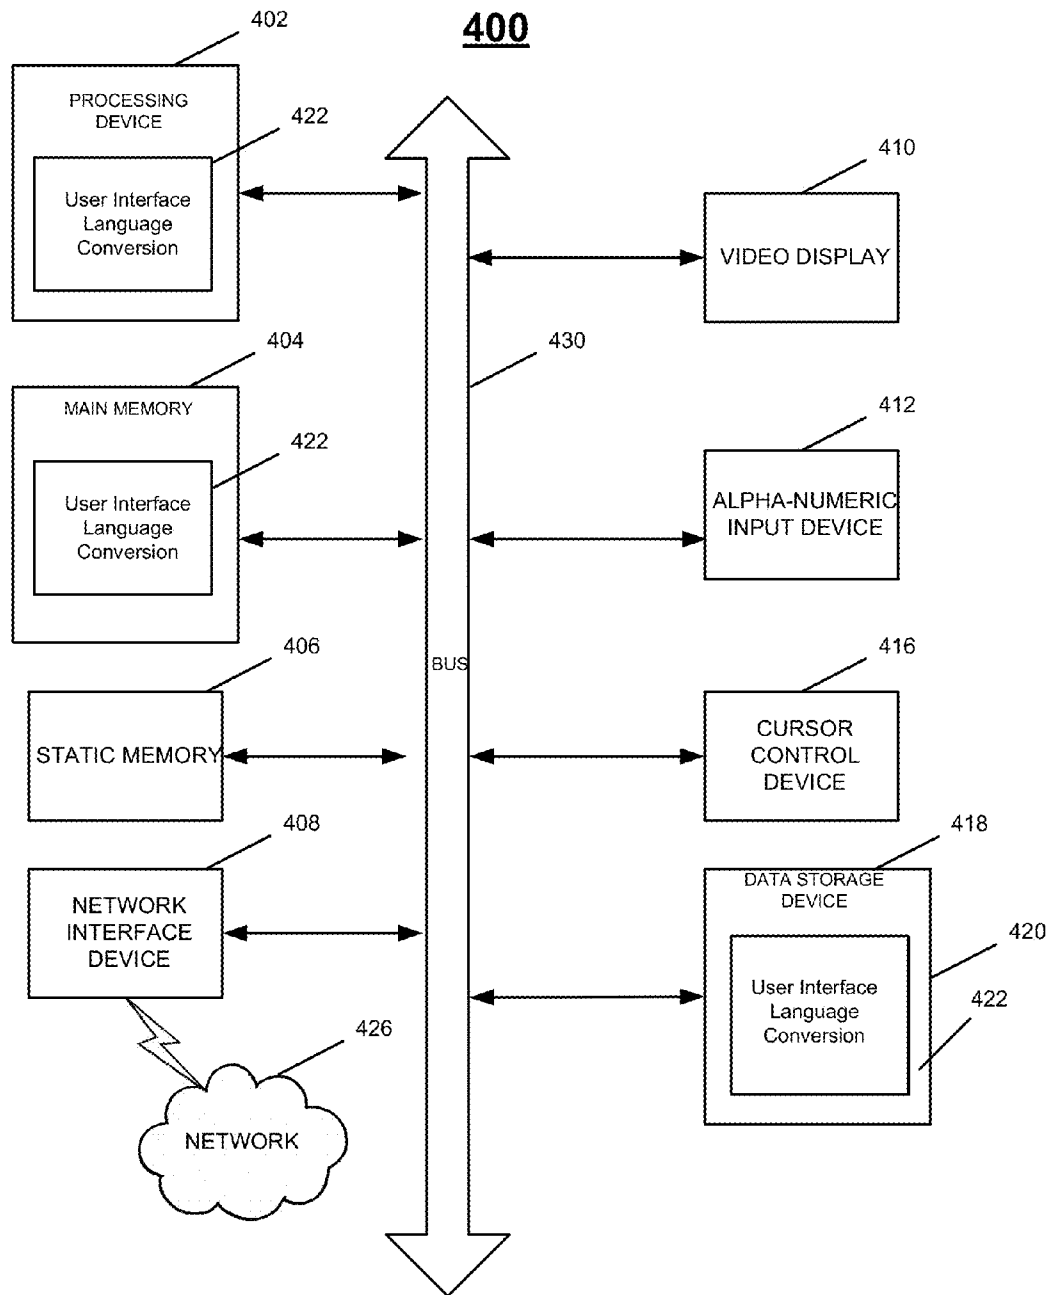 400
402
PROCESSING
DEVICE
422
User Interface
Language
Conversion
404
MAIN MEMORY
422
User Interface
Language
Conversion
406
STATIC MEMORY
408
NETWORK
INTERFACE
DEVICE
426
NETWORK
BUS
430
410
VIDEO DISPLAY
412
ALPHA-NUMERIC
INPUT DEVICE
416
CURSOR
CONTROL
DEVICE
418
DATA STORAGE
DEVICE
420
User Interface
Language
Conversion
422